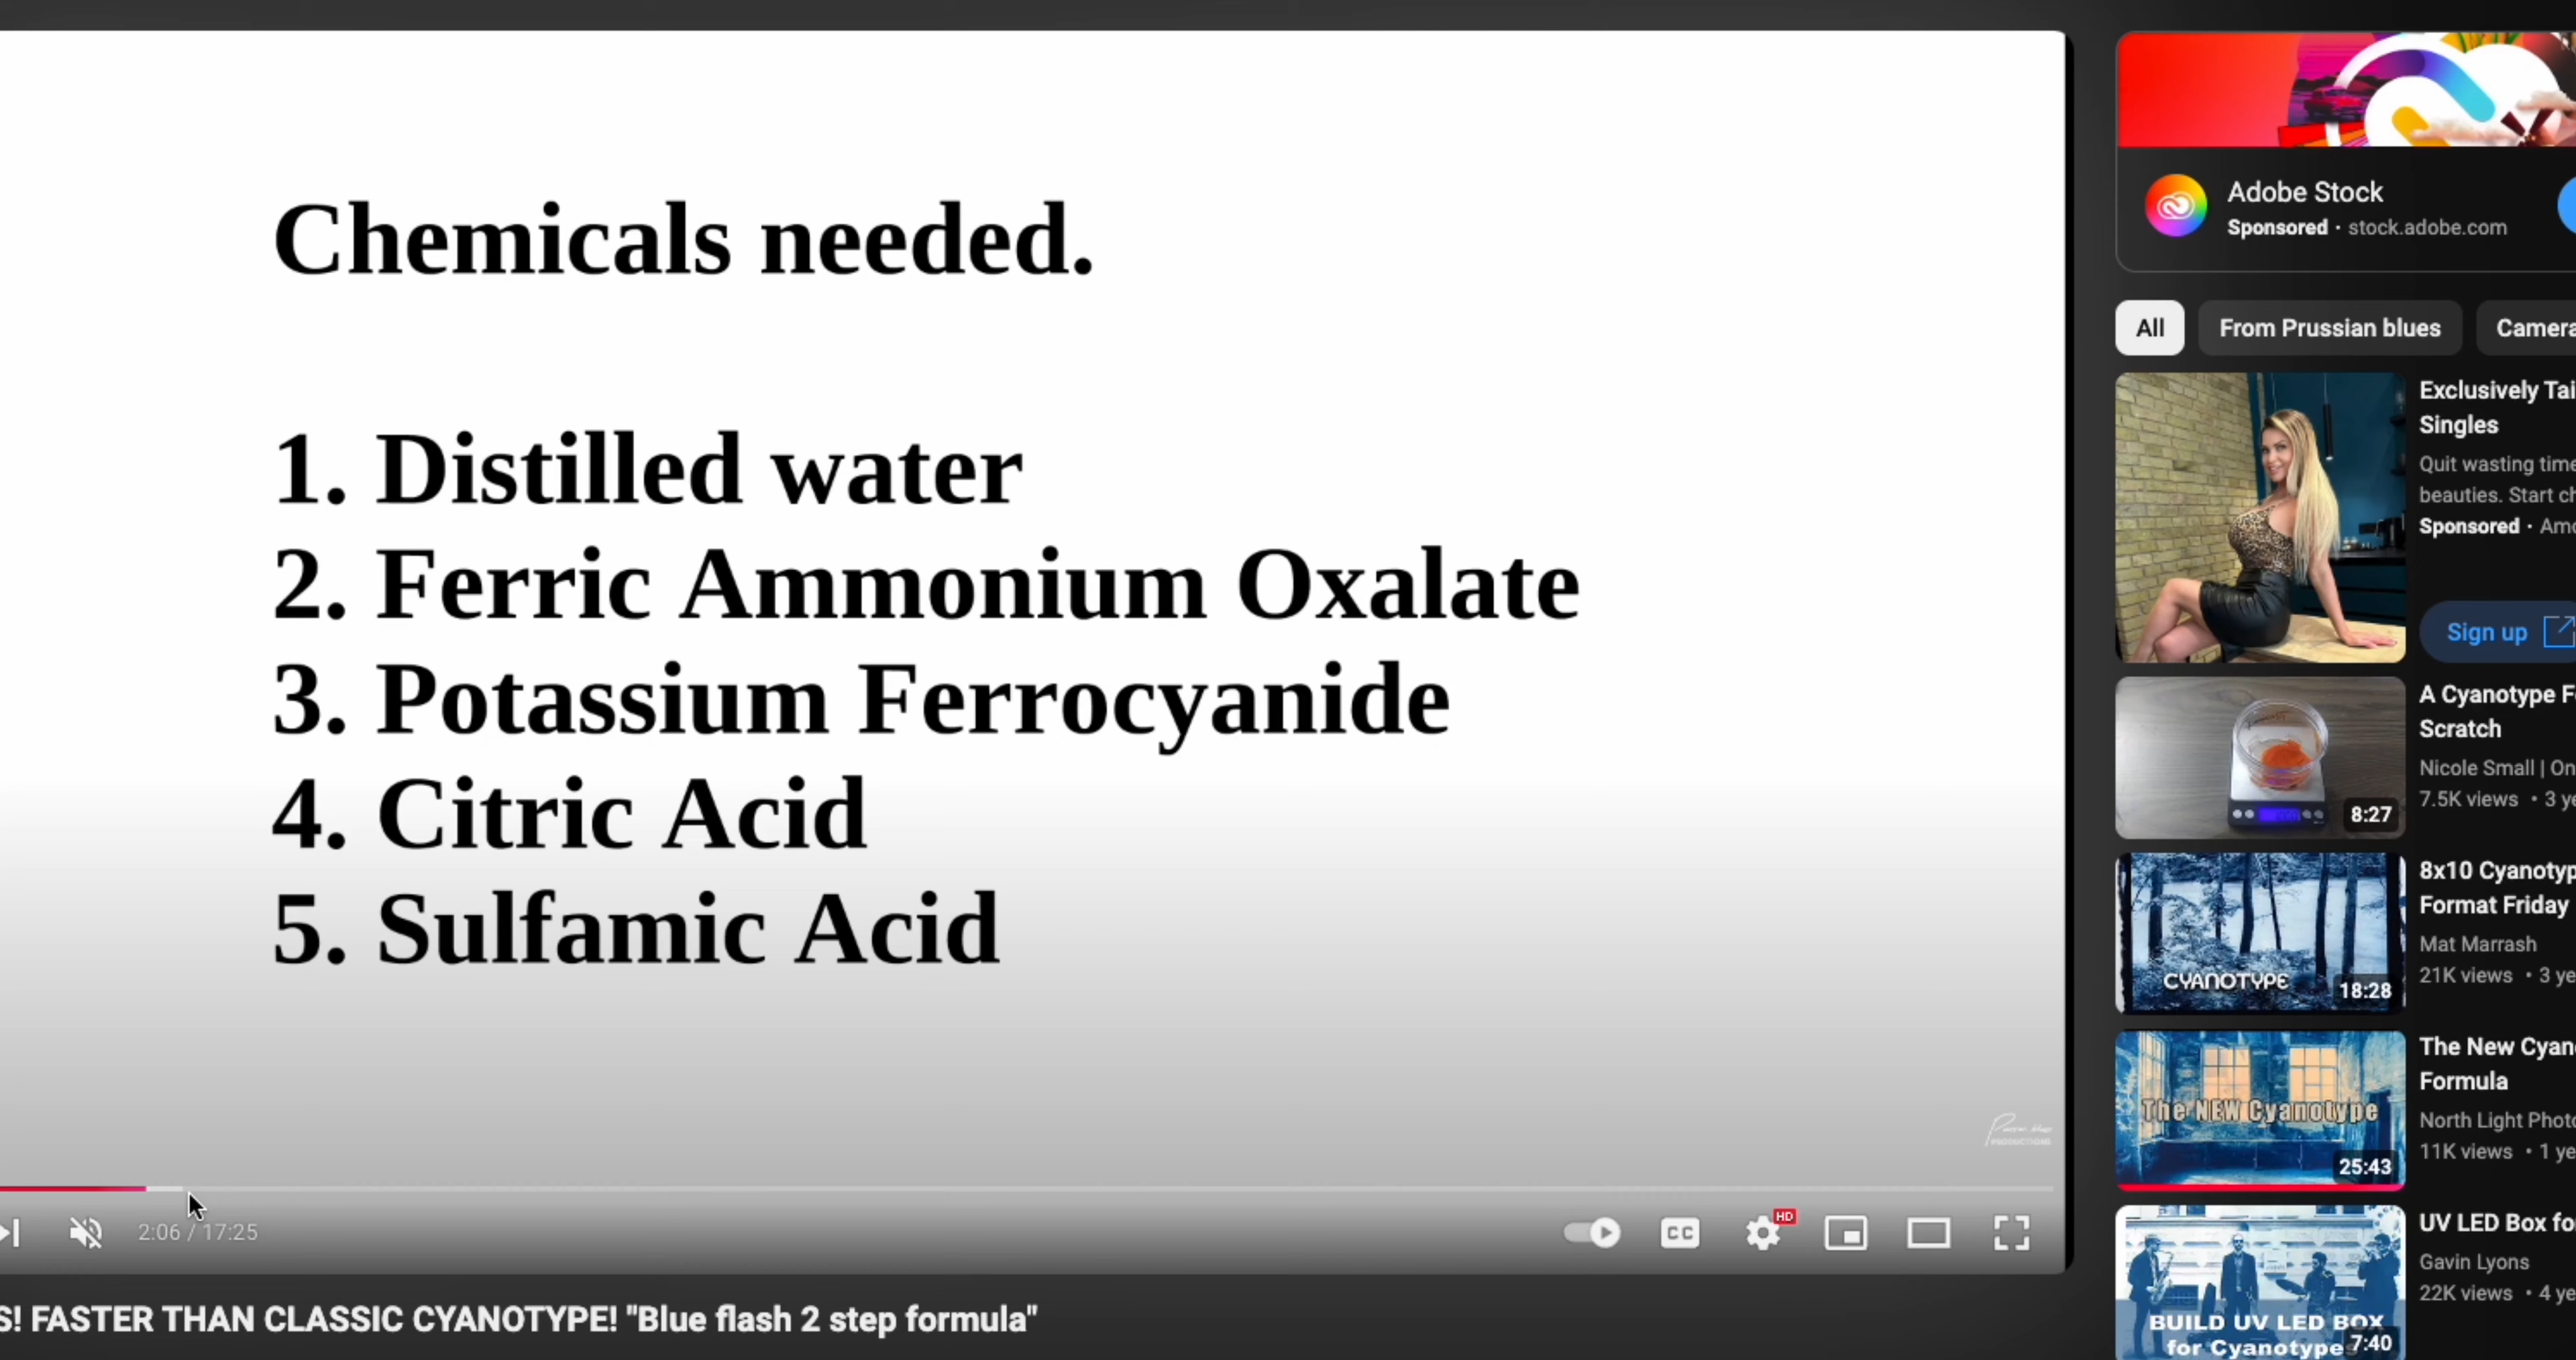 Chemicals needed.
1. Distilled water
2. Ferric Ammonium Oxalate
3. Potassium Ferrocyanide
4. Citric Acid
5. Sulfamic Acid
PRODUCTIONS
2:06 / 17:25
CC
HD
S! FASTER THAN CLASSIC CYANOTYPE! "Blue flash 2 step formula"
Adobe Stock
Sponsored · stock.adobe.com
All
From Prussian blues
Camera
Exclusively Tai
Singles
Quit wasting time
beauties. Start ch
Sponsored · Amo
Sign up
8:27
A Cyanotype F
Scratch
Nicole Small | On
7.5K views • 3 ye
CYANOTYPE
18:28
8x10 Cyanotyp
Format Friday
Mat Marrash
21K views • 3 ye
The NEW Cyanotype
25:43
The New Cyan
Formula
North Light Photo
11K views • 1 ye
BUILD UV LED BOX
for Cyanotype
7:40
UV LED Box fo
Gavin Lyons
22K views • 4 ye